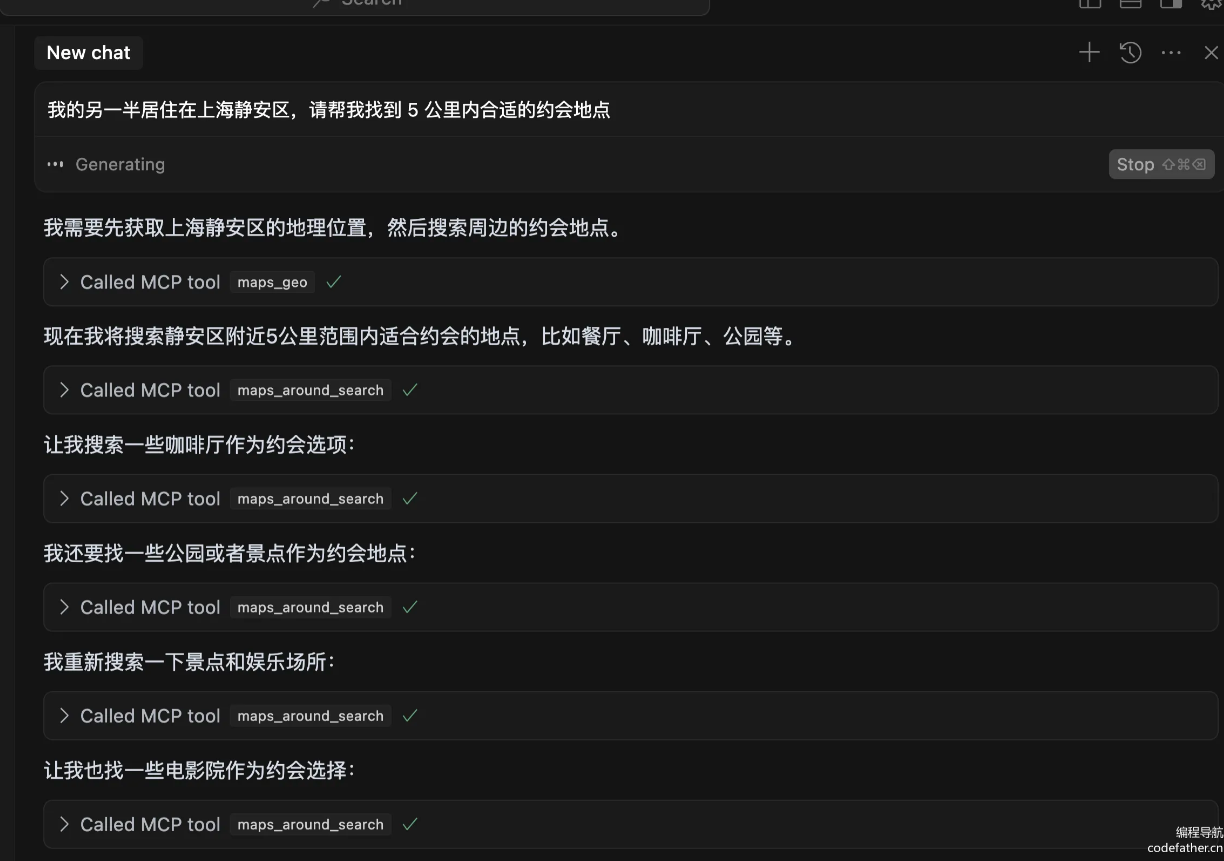 Search
New chat
我的另一半居住在上海静安区，请帮我找到 5 公里内合适的约会地点
Generating
Stop ⇧⌘⌫
我需要先获取上海静安区的地理位置，然后搜索周边的约会地点。
Called MCP tool maps_geo
现在我将搜索静安区附近5公里范围内适合约会的地点，比如餐厅、咖啡厅、公园等。
Called MCP tool maps_around_search
让我搜索一些咖啡厅作为约会选项：
Called MCP tool maps_around_search
我还要找一些公园或者景点作为约会地点：
Called MCP tool maps_around_search
我重新搜索一下景点和娱乐场所：
Called MCP tool maps_around_search
让我也找一些电影院作为约会选择：
Called MCP tool maps_around_search
编程导航
codefather.cn